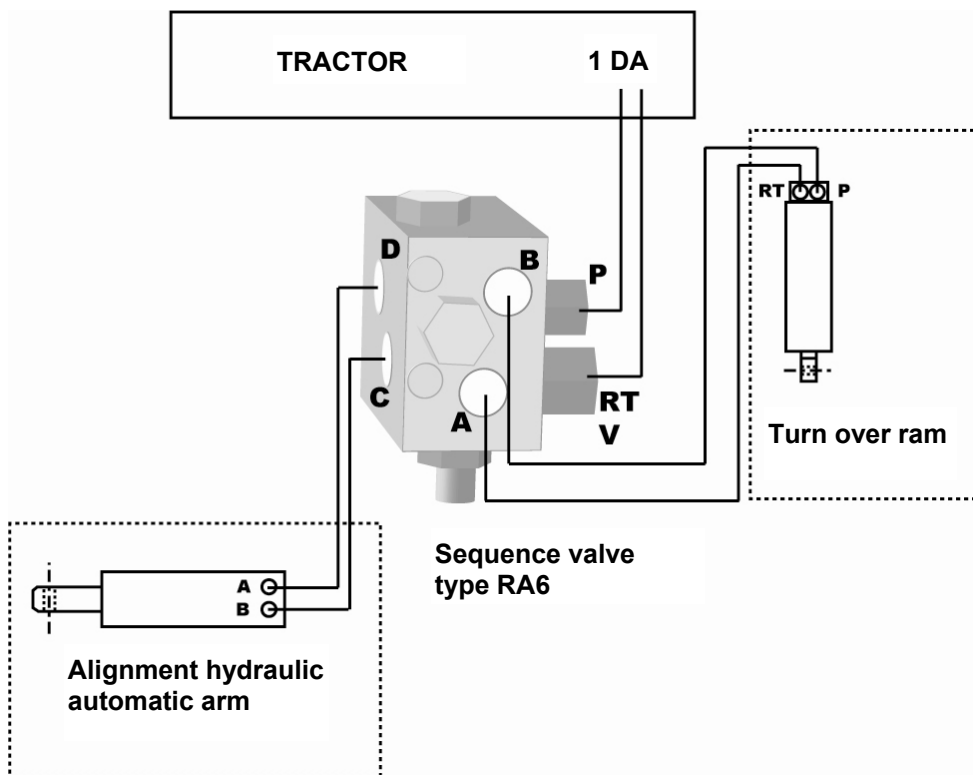 TRACTOR 1 DA
RT P
D B P
C A RT
V
Turn over ram
Sequence valve
type RA6
A
B
Alignment hydraulic
automatic arm